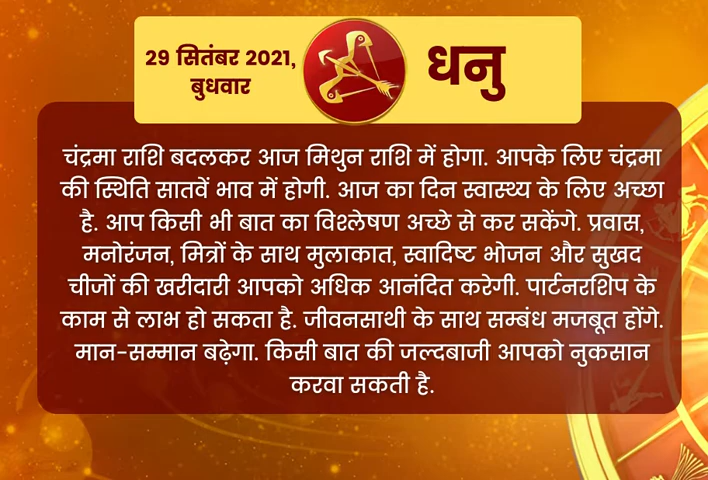 29 सितंबर 2021,
बुधवार
धनु
चंद्रमा राशि बदलकर आज मिथुन राशि में होगा. आपके लिए चंद्रमा
की स्थिति सातवें भाव में होगी. आज का दिन स्वास्थ्य के लिए अच्छा
है. आप किसी भी बात का विश्लेषण अच्छे से कर सकेंगे. प्रवास,
मनोरंजन, मित्रों के साथ मुलाकात, स्वादिष्ट भोजन और सुखद
चीजों की खरीदारी आपको अधिक आनंदित करेगी. पार्टनरशिप के
काम से लाभ हो सकता है. जीवनसाथी के साथ सम्बंध मजबूत होंगे.
मान-सम्मान बढ़ेगा. किसी बात की जल्दबाजी आपको नुकसान
करवा सकती है.